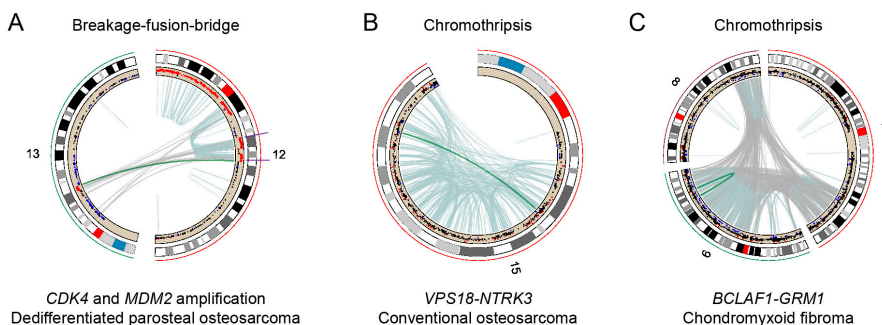 A Breakage-fusion-bridge
13
12
CDK4 and MDM2 amplification
Dedifferentiated parosteal osteosarcoma
B Chromothripsis
15
VPS18-NTRK3
Conventional osteosarcoma
C Chromothripsis
8
6
BCLAF1-GRM1
Chondromyxoid fibroma